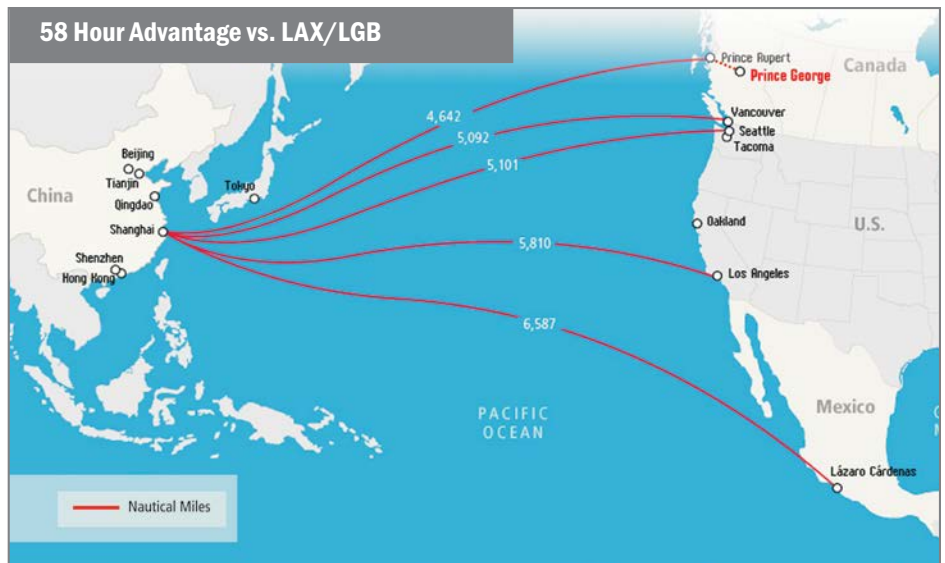 58 Hour Advantage vs. LAX/LGB
Prince Rupert
Prince George
Canada
4,642
Vancouver
5,092
Seattle
Tacoma
5,101
Beijing
Tianjin
Tokyo
China
Qingdao
Shanghai
Oakland
U.S.
5,810
Shenzhen
Hong Kong
Los Angeles
6,587
PACIFIC
OCEAN
Mexico
Lázaro Cárdenas
Nautical Miles